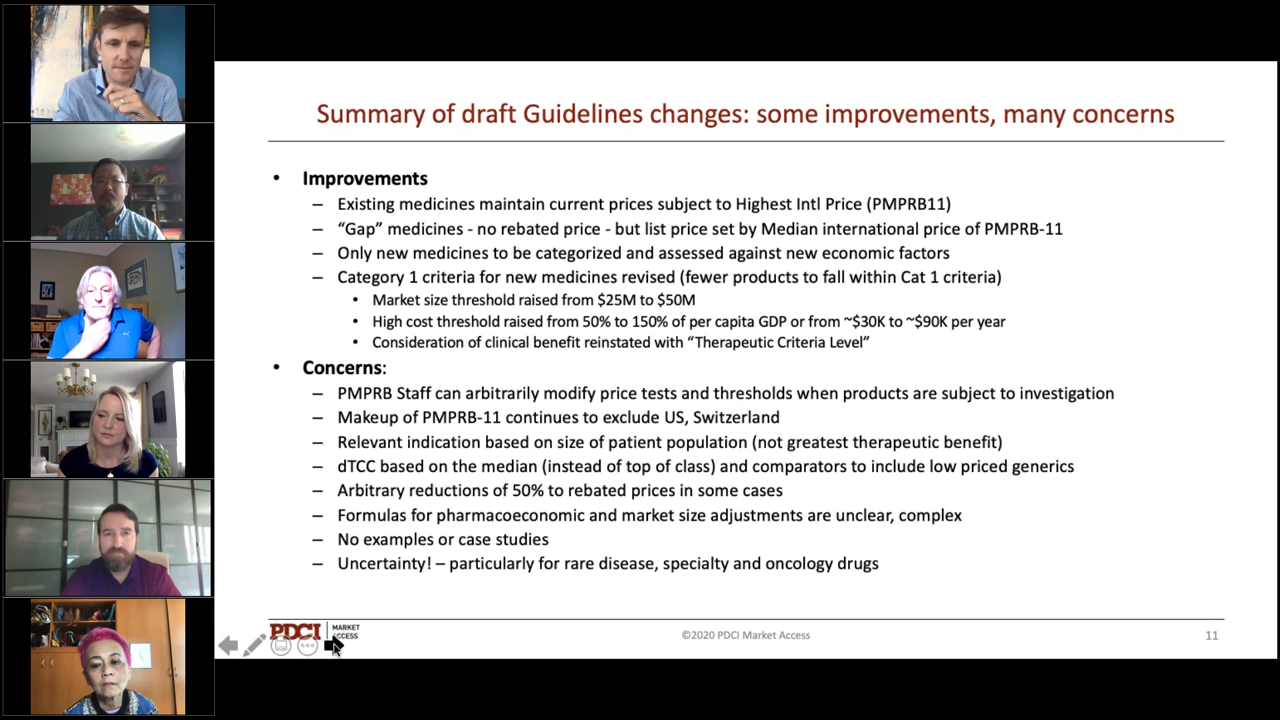 Summary of draft Guidelines changes: some improvements, many concerns
• Improvements
– Existing medicines maintain current prices subject to Highest Intl Price (PMPRB11)
– “Gap” medicines - no rebated price - but list price set by Median international price of PMPRB-11
– Only new medicines to be categorized and assessed against new economic factors
– Category 1 criteria for new medicines revised (fewer products to fall within Cat 1 criteria)
• Market size threshold raised from $25M to $50M
• High cost threshold raised from 50% to 150% of per capita GDP or from ~$30K to ~$90K per year
• Consideration of clinical benefit reinstated with “Therapeutic Criteria Level”
• Concerns:
– PMPRB Staff can arbitrarily modify price tests and thresholds when products are subject to investigation
– Makeup of PMPRB-11 continues to exclude US, Switzerland
– Relevant indication based on size of patient population (not greatest therapeutic benefit)
– dTCC based on the median (instead of top of class) and comparators to include low priced generics
– Arbitrary reductions of 50% to rebated prices in some cases
– Formulas for pharmacoeconomic and market size adjustments are unclear, complex
– No examples or case studies
– Uncertainty! – particularly for rare disease, specialty and oncology drugs
PDCI MARKET
ACCESS
©2020 PDCI Market Access
11